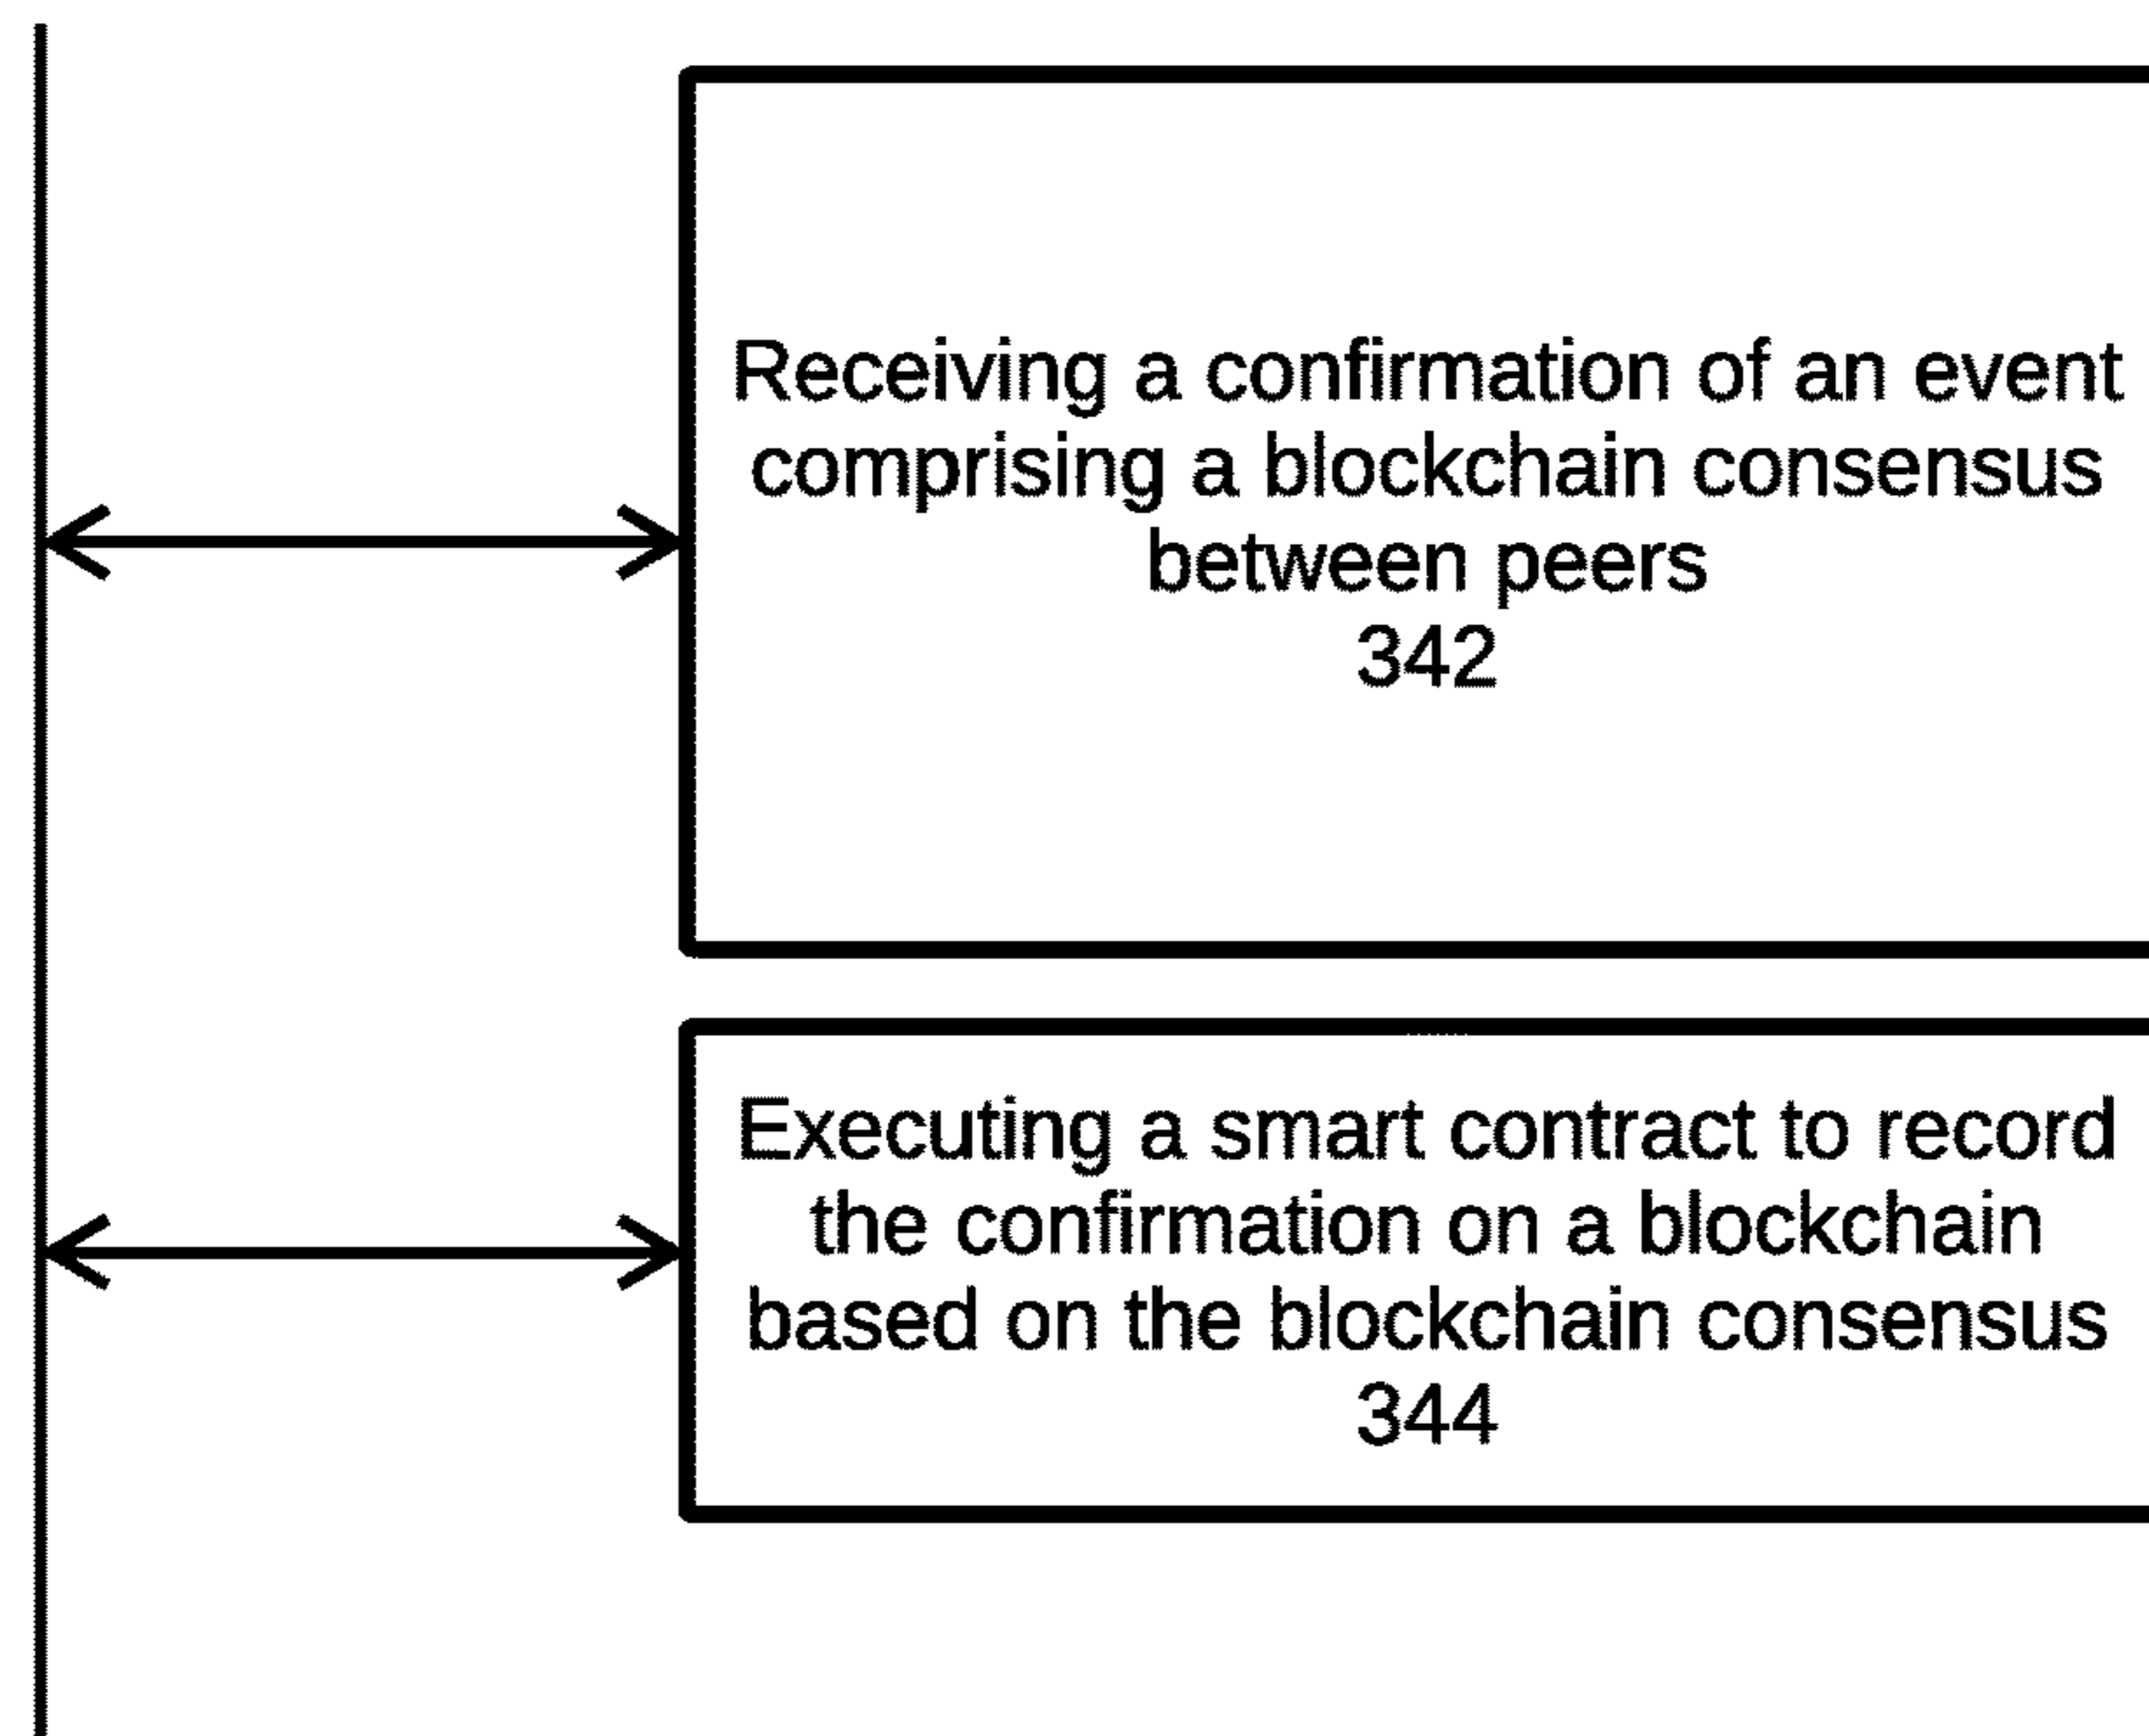 Receiving a confirmation of an event
comprising a blockchain consensus
between peers
342
Executing a smart contract to record
the confirmation on a blockchain
based on the blockchain consensus
344